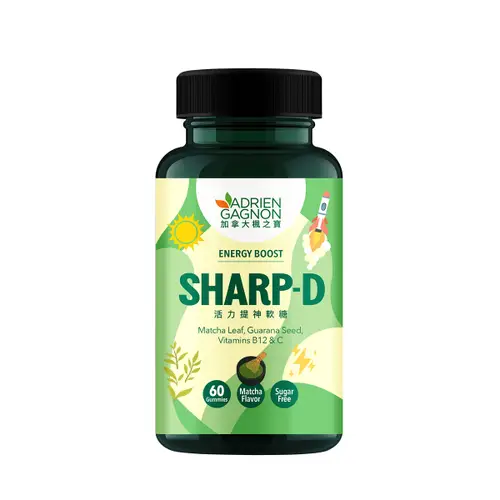 ADRIEN
GAGNON
加拿大楓之寶
ENERGY BOOST
SHARP-D
活力提神軟糖
Matcha Leaf, Guarana Seed,
Vitamins B12 & C
60
Gummies
Matcha
Flavor
Sugar
Free